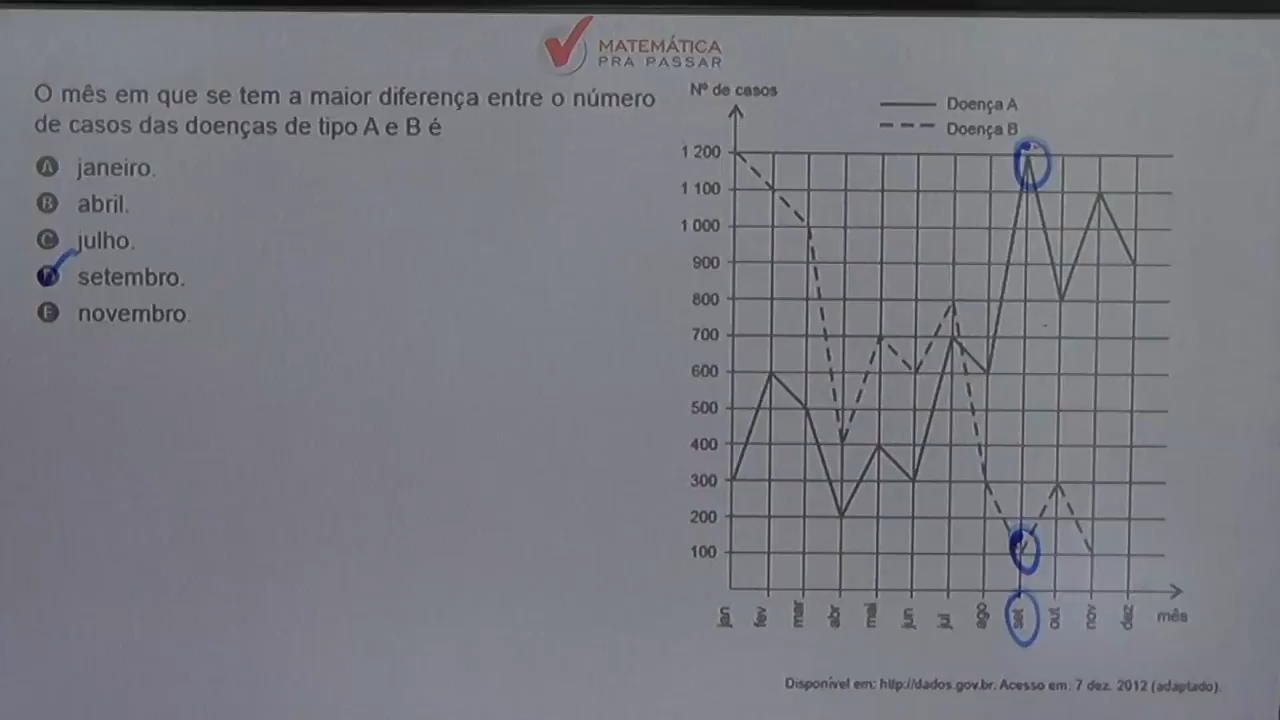 MATEMÁTICA
PRA PASSAR
O mês em que se tem a maior diferença entre o número
de casos das doenças de tipo A e B é
A janeiro.
B abril.
C julho.
D setembro.
E novembro.
Nº de casos
Doença A
Doença B
1 200
1 100
1 000
900
800
700
600
500
400
300
200
100
jan
fev
mar
abr
mai
jun
jul
ago
set
out
nov
dez
mês
Disponível em: http://dados.gov.br. Acesso em: 7 dez. 2012 (adaptado).